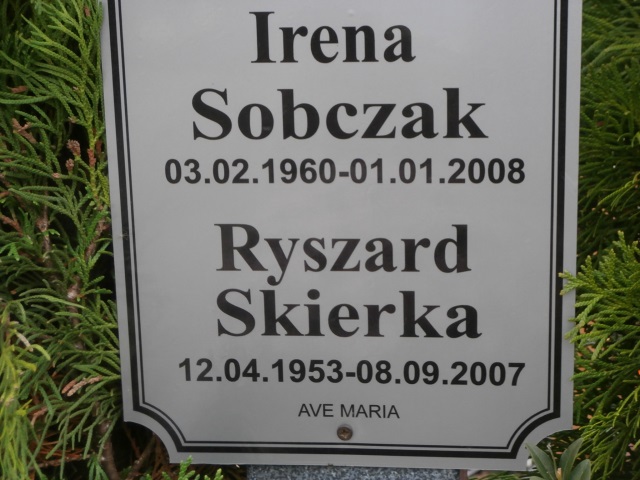 Irena
Sobczak
03.02.1960-01.01.2008
Ryszard
Skierka
12.04.1953-08.09.2007
AVE MARIA